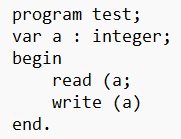 program test;
var a : integer;
begin
    read (a;
    write (a)
end.